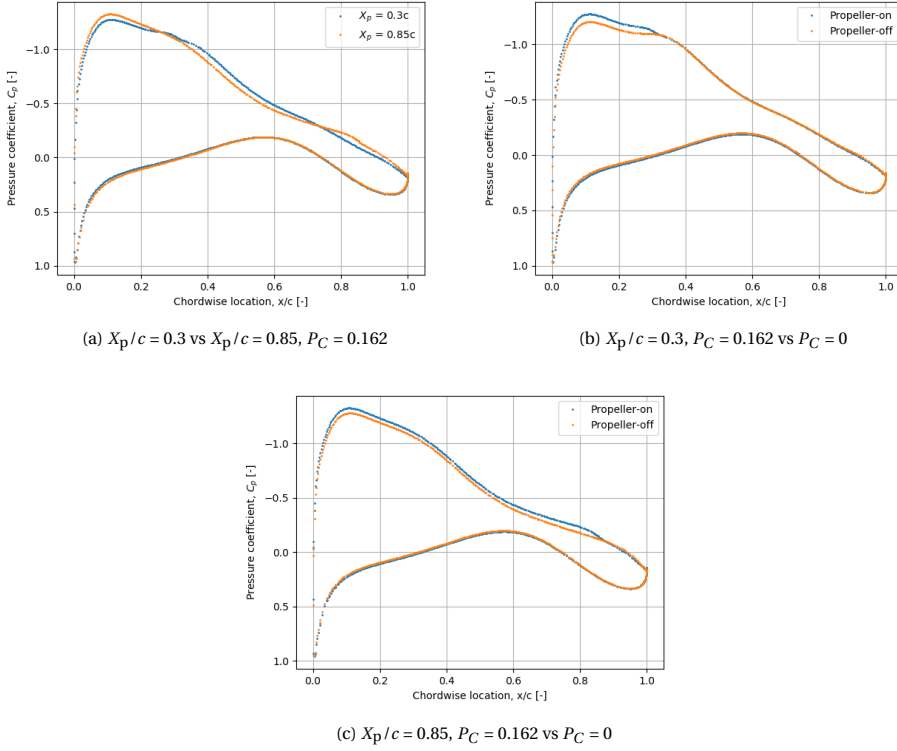 X_p = 0.3c
X_p = 0.85c
Pressure coefficient, C_p [-]
−1.0
−0.5
0.0
0.5
1.0
0.0 0.2 0.4 0.6 0.8 1.0
Chordwise location, x/c [-]
(a) X_p/c = 0.3 vs X_p/c = 0.85, P_C = 0.162
Propeller-on
Propeller-off
Pressure coefficient, C_p [-]
−1.0
−0.5
0.0
0.5
1.0
0.0 0.2 0.4 0.6 0.8 1.0
Chordwise location, x/c [-]
(b) X_p/c = 0.3, P_C = 0.162 vs P_C = 0
Propeller-on
Propeller-off
Pressure coefficient, C_p [-]
−1.0
−0.5
0.0
0.5
1.0
0.0 0.2 0.4 0.6 0.8 1.0
Chordwise location, x/c [-]
(c) X_p/c = 0.85, P_C = 0.162 vs P_C = 0